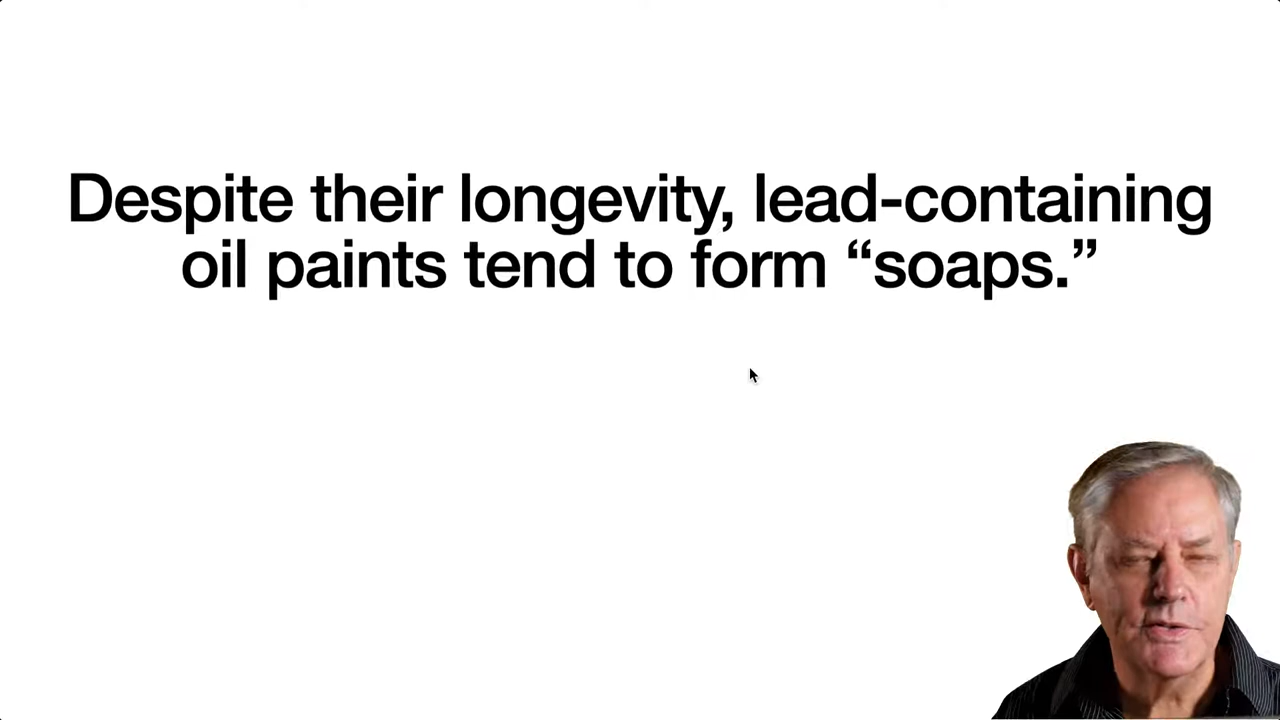 Despite their longevity, lead-containing
oil paints tend to form “soaps.”